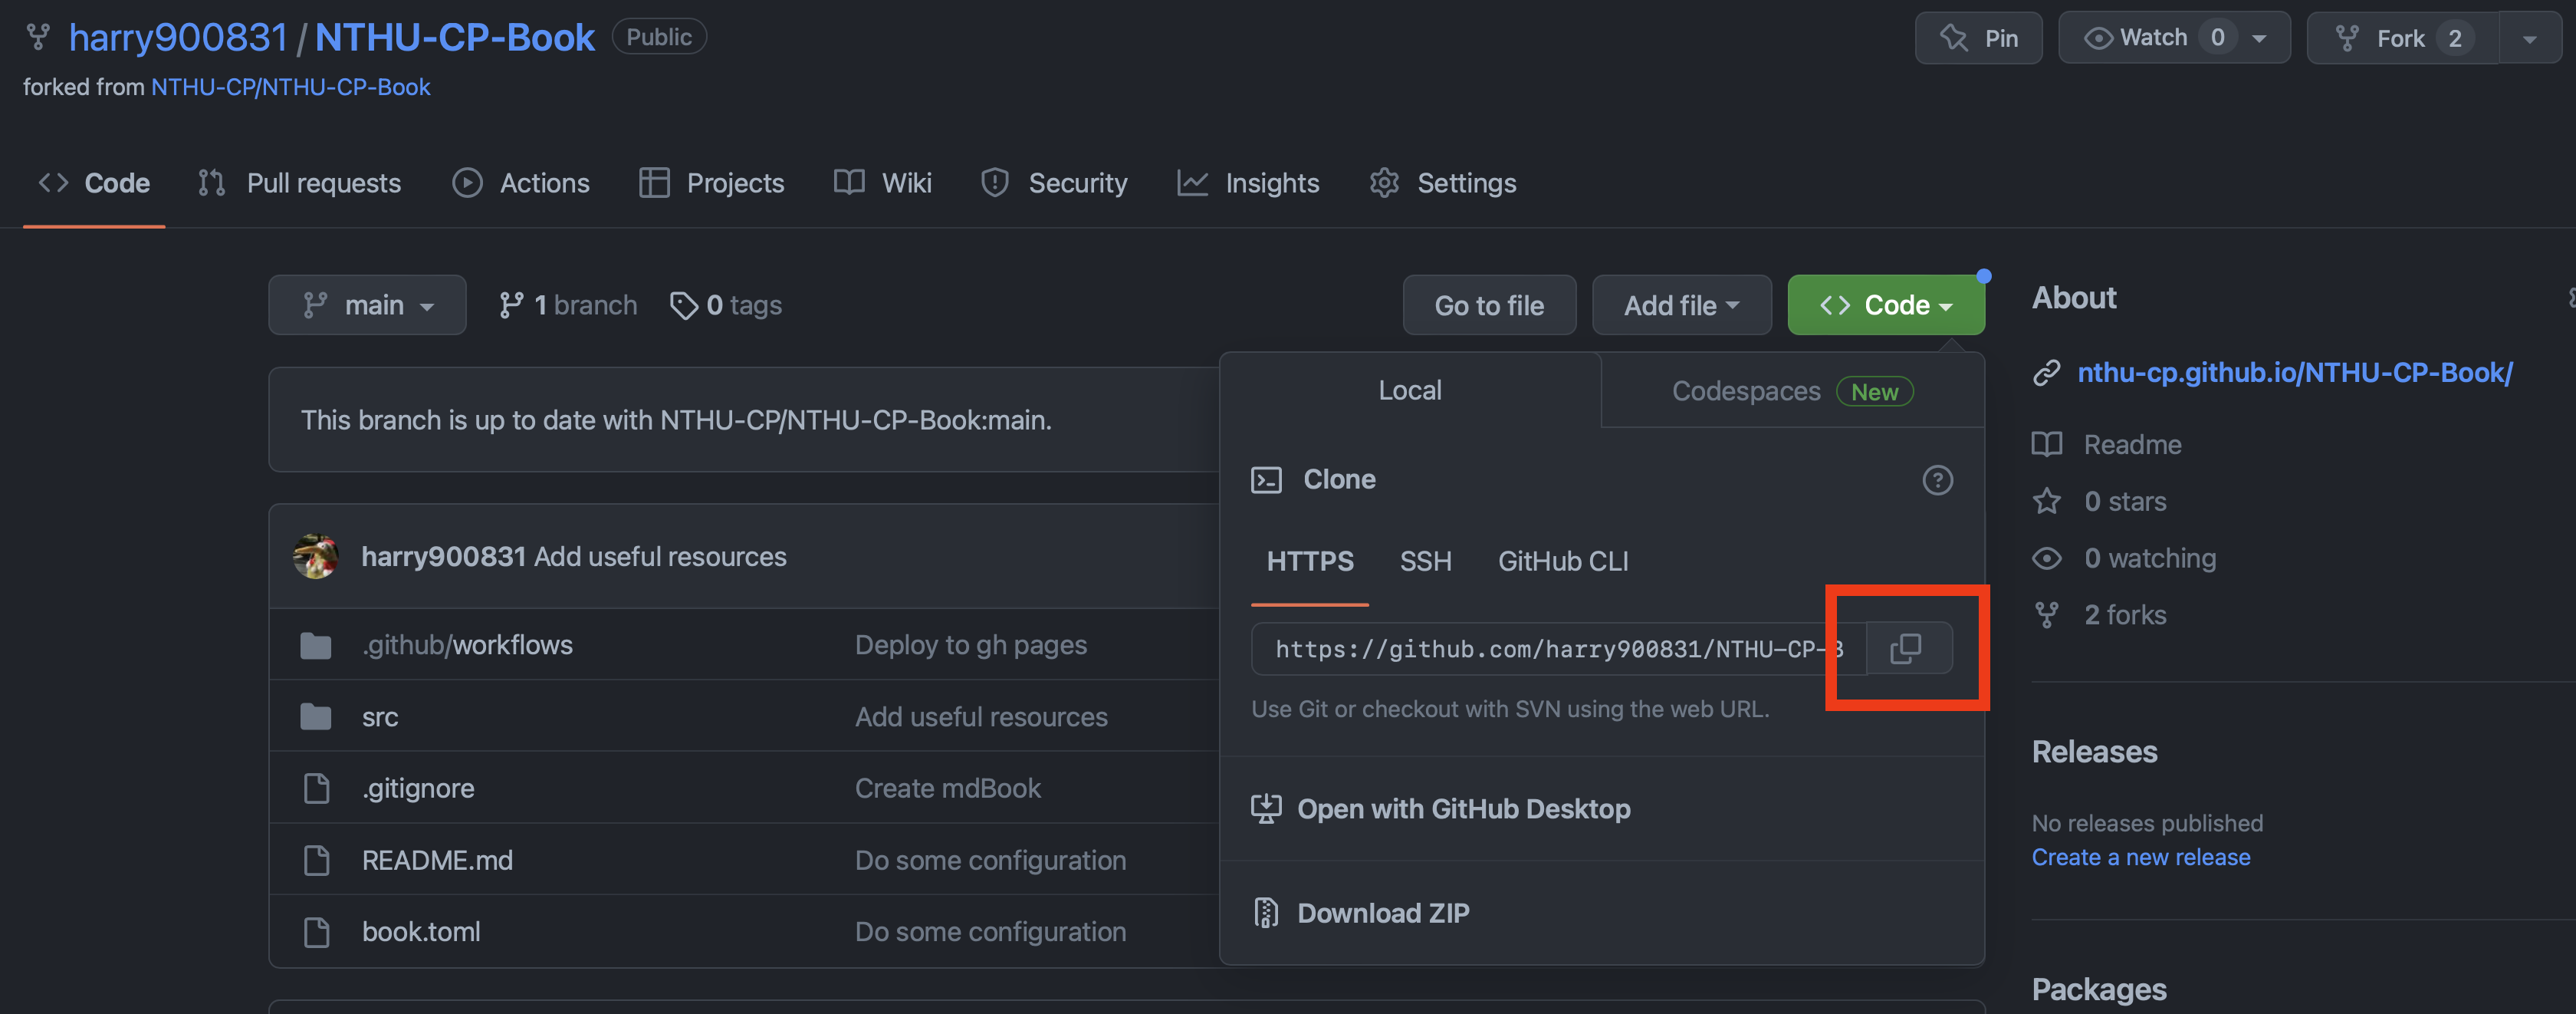 harry900831 / NTHU-CP-Book Public
Pin
Watch 0
Fork 2
forked from NTHU-CP/NTHU-CP-Book
Code
Pull requests
Actions
Projects
Wiki
Security
Insights
Settings
main
1 branch
0 tags
Go to file
Add file
Code
This branch is up to date with NTHU-CP/NTHU-CP-Book:main.
harry900831 Add useful resources
.github/workflows Deploy to gh pages
src Add useful resources
.gitignore Create mdBook
README.md Do some configuration
book.toml Do some configuration
Local
Codespaces New
Clone
HTTPS
SSH
GitHub CLI
https://github.com/harry900831/NTHU-CP-B
Use Git or checkout with SVN using the web URL.
Open with GitHub Desktop
Download ZIP
About
nthu-cp.github.io/NTHU-CP-Book/
Readme
0 stars
0 watching
2 forks
Releases
No releases published
Create a new release
Packages